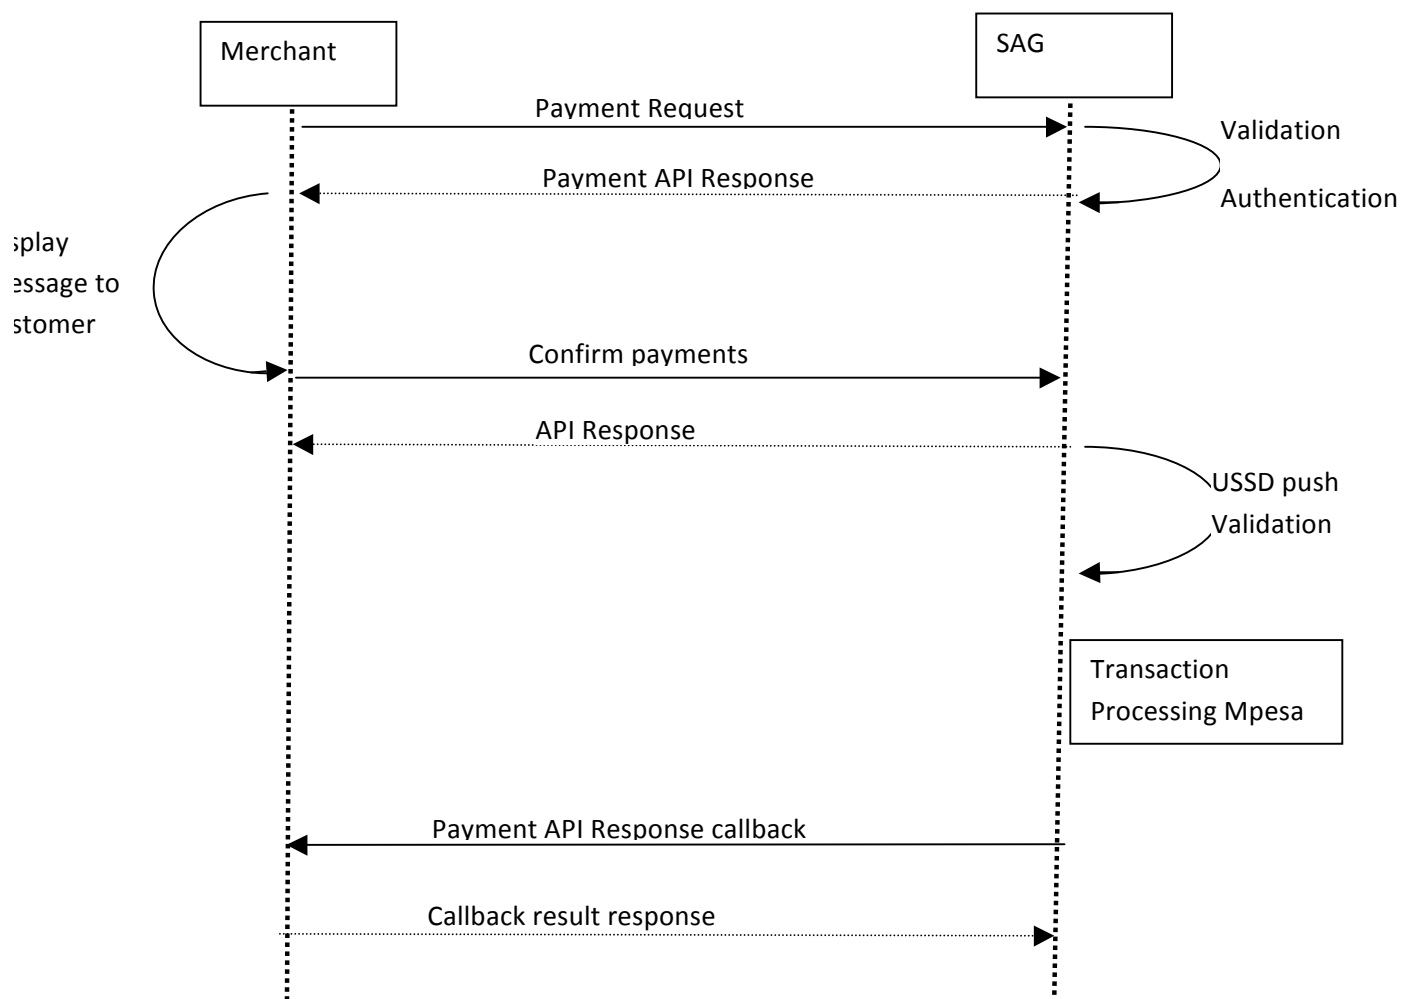 Merchant
SAG
Payment Request
Validation
Payment API Response
Authentication
splay
essage to
stomer
Confirm payments
API Response
USSD push
Validation
Transaction
Processing Mpesa
Payment API Response callback
Callback result response